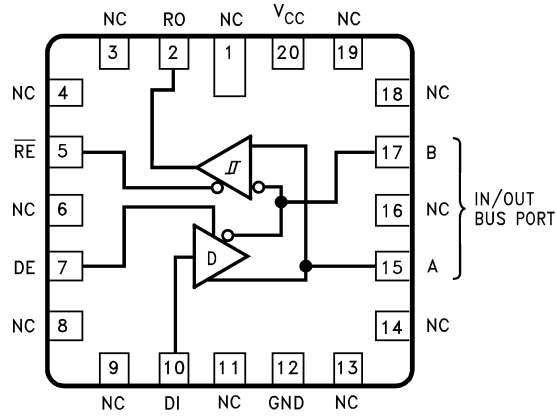 NC RO NC VCC NC
3 2 1 20 19
NC 4 18 NC
R̅E̅ 5 17 B
IN/OUT
BUS PORT
NC 6 16 NC
DE 7 D 15 A
NC 8 14 NC
9 10 11 12 13
NC DI NC GND NC